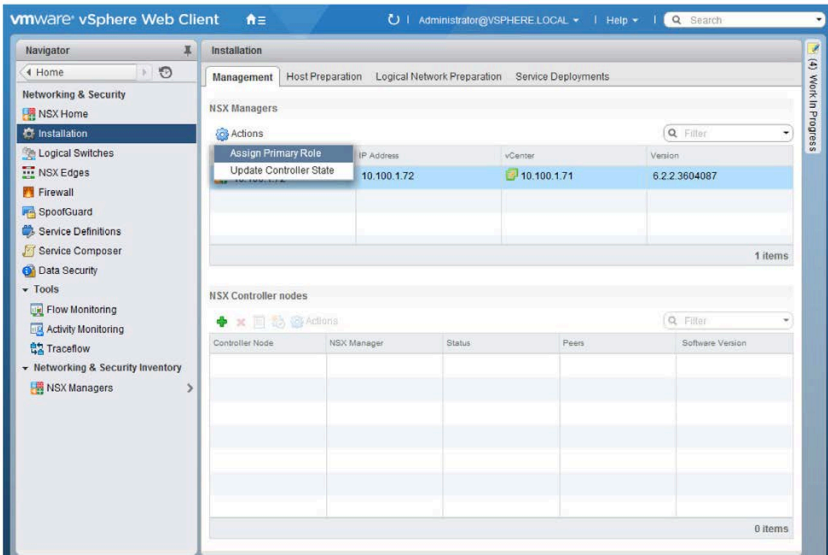 vmware® vSphere Web Client
Administrator@VSPHERE.LOCAL
Help
Search
Navigator
Home
Networking & Security
NSX Home
Installation
Logical Switches
NSX Edges
Firewall
SpoofGuard
Service Definitions
Service Composer
Data Security
Tools
Flow Monitoring
Activity Monitoring
Traceflow
Networking & Security Inventory
NSX Managers
Installation
Management Host Preparation Logical Network Preparation Service Deployments
NSX Managers
Actions
Filter
Assign Primary Role
Update Controller State
IP Address vCenter Version
10.100.1.72 10.100.1.71 6.2.2.3604087
1 items
NSX Controller nodes
Actions
Filter
Controller Node NSX Manager Status Peers Software Version
0 items
(4) Work In Progress